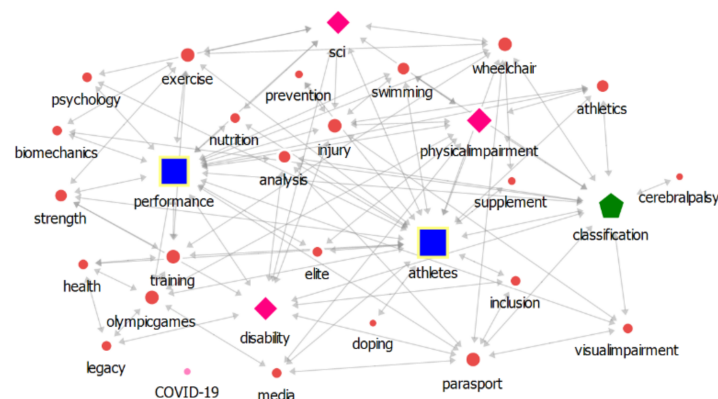 sci
exercise
wheelchair
psychology
prevention
swimming
athletics
biomechanics
nutrition
injury
physicalimpairment
analysis
performance
supplement
cerebralpalsy
strength
classification
health
training
elite
athletes
olympicgames
disability
inclusion
doping
visualimpairment
legacy
parasport
COVID-19
media